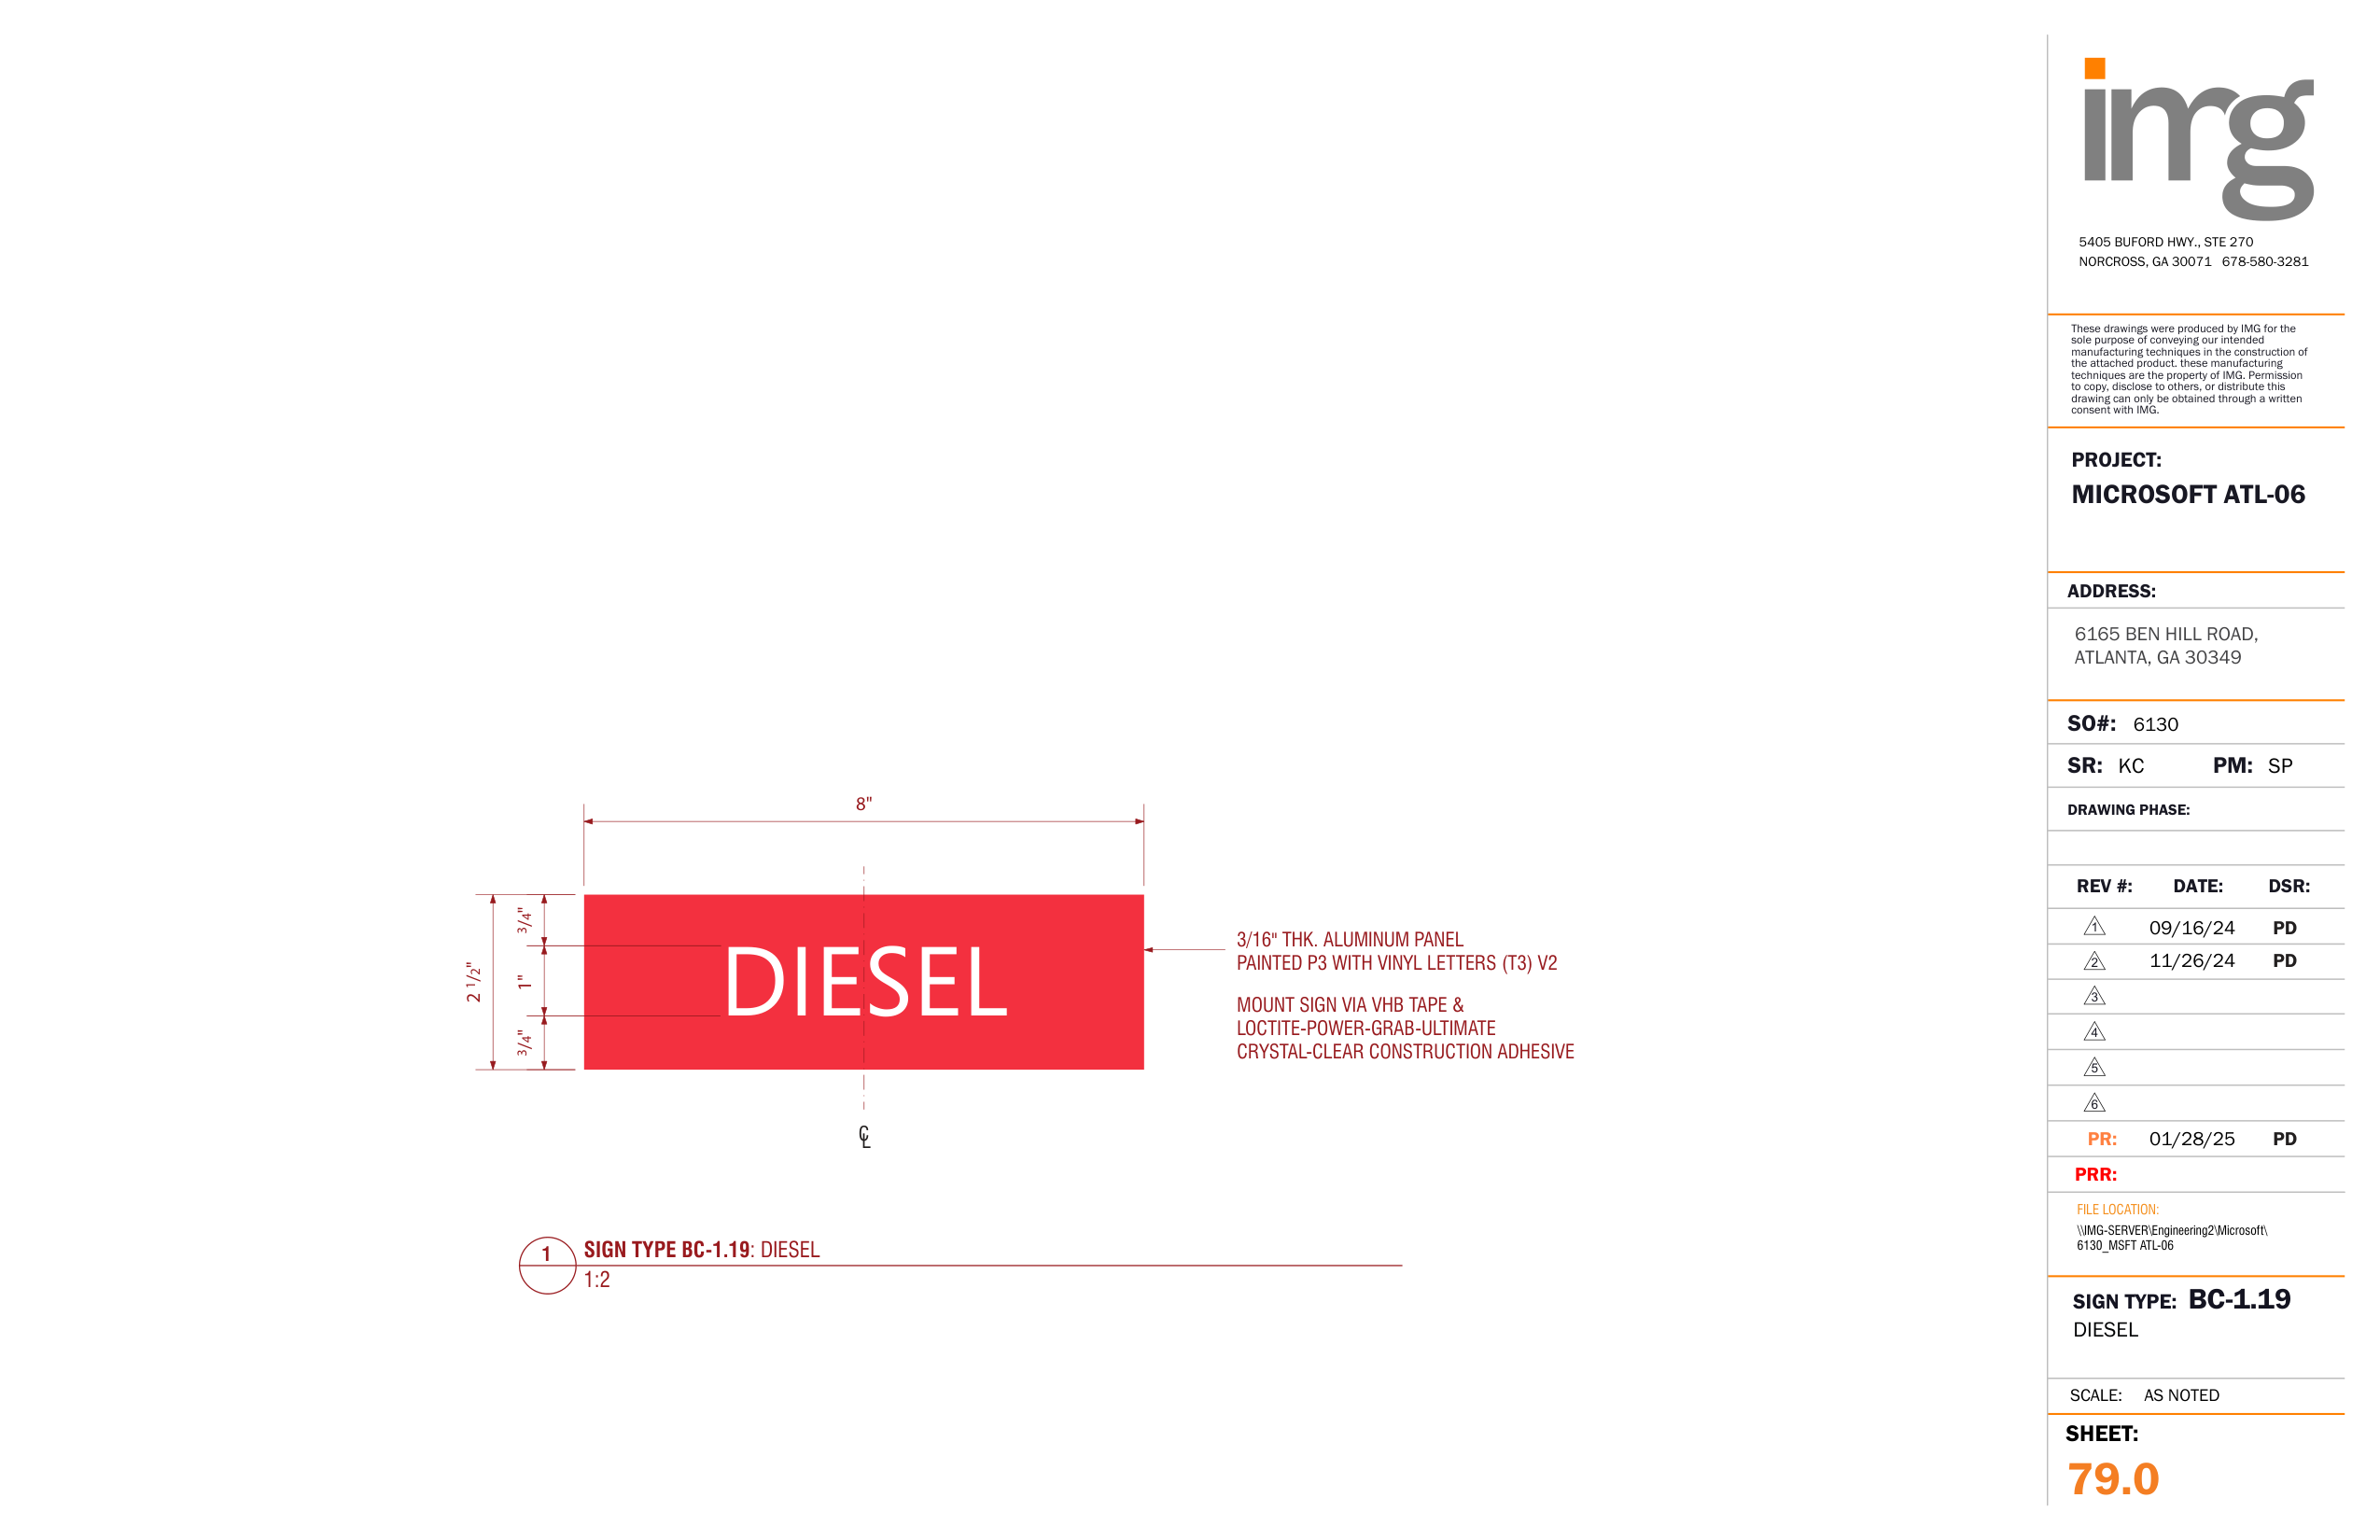 8"
2 1/2"
3/4"
1"
3/4"
DIESEL
3/16" THK. ALUMINUM PANEL
PAINTED P3 WITH VINYL LETTERS (T3) V2
MOUNT SIGN VIA VHB TAPE &
LOCTITE-POWER-GRAB-ULTIMATE
CRYSTAL-CLEAR CONSTRUCTION ADHESIVE
℄
1 SIGN TYPE BC-1.19: DIESEL
1:2
img
5405 BUFORD HWY., STE 270
NORCROSS, GA 30071 678-580-3281
These drawings were produced by IMG for the
sole purpose of conveying our intended
manufacturing techniques in the construction of
the attached product. these manufacturing
techniques are the property of IMG. Permission
to copy, disclose to others, or distribute this
drawing can only be obtained through a written
consent with IMG.
PROJECT:
MICROSOFT ATL-06
ADDRESS:
6165 BEN HILL ROAD,
ATLANTA, GA 30349
SO#: 6130
SR: KC PM: SP
DRAWING PHASE:
REV #: DATE: DSR:
1 09/16/24 PD
2 11/26/24 PD
3
4
5
6
PR: 01/28/25 PD
PRR:
FILE LOCATION:
\\IMG-SERVER\Engineering2\Microsoft\
6130_MSFT ATL-06
SIGN TYPE: BC-1.19
DIESEL
SCALE: AS NOTED
SHEET:
79.0